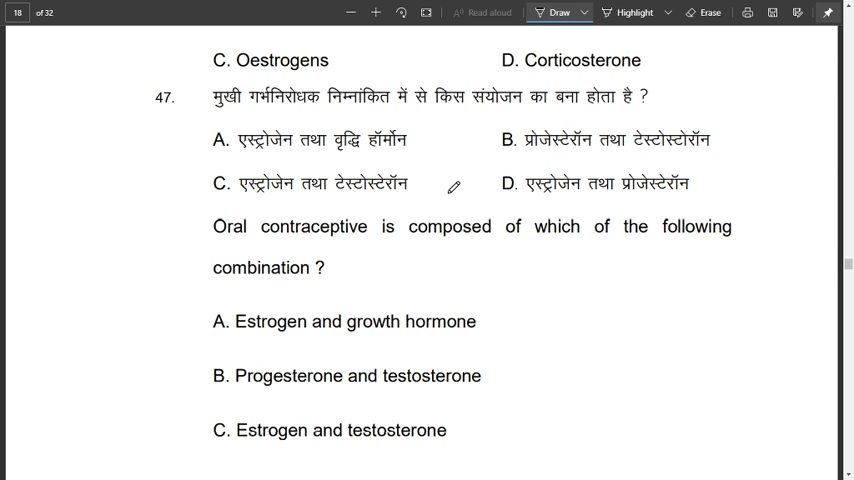 18 of 32 Read aloud Draw Highlight Erase
C. Oestrogens D. Corticosterone
47. मुखी गर्भनिरोधक निम्नांकित में से किस संयोजन का बना होता है ?
A. एस्ट्रोजेन तथा वृद्धि हॉर्मोन B. प्रोजेस्टेरॉन तथा टेस्टोस्टोरॉन
C. एस्ट्रोजेन तथा टेस्टोस्टेरॉन D. एस्ट्रोजेन तथा प्रोजेस्टेरॉन
Oral contraceptive is composed of which of the following
combination ?
A. Estrogen and growth hormone
B. Progesterone and testosterone
C. Estrogen and testosterone